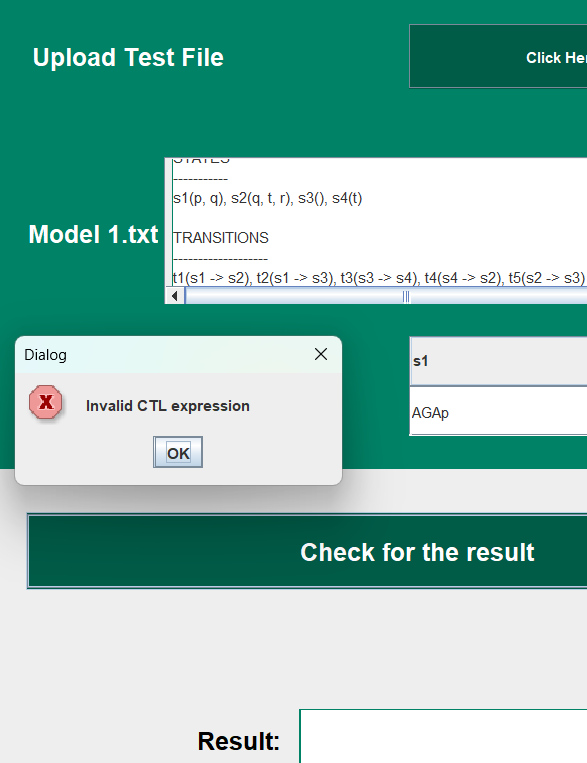 Upload Test File
Click Her
STATES
-----------
s1(p, q), s2(q, t, r), s3(), s4(t)
Model 1.txt
TRANSITIONS
-------------------
t1(s1 -> s2), t2(s1 -> s3), t3(s3 -> s4), t4(s4 -> s2), t5(s2 -> s3)
Dialog
s1
Invalid CTL expression
AGAp
OK
Check for the result
Result: